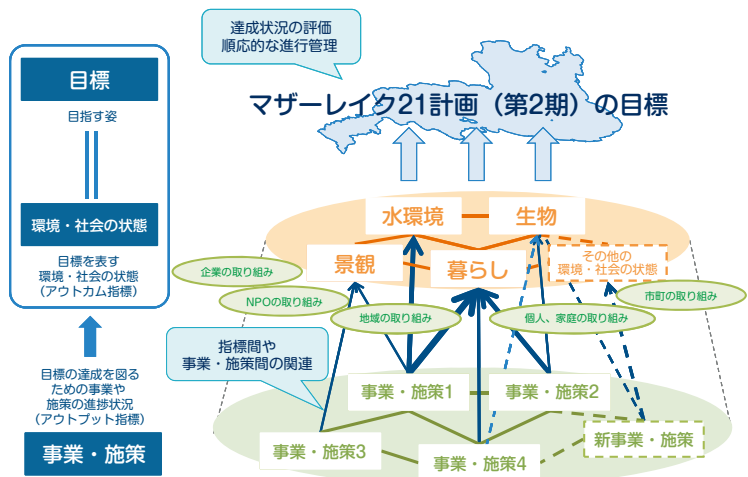 達成状況の評価
順応的な進行管理
マザーレイク21計画（第2期）の目標
目標
目指す姿
環境・社会の状態
目標を表す
環境・社会の状態
（アウトカム指標）
目標の達成を図る
ための事業や
施策の進捗状況
（アウトプット指標）
事業・施策
水環境
生物
景観
暮らし
その他の
環境・社会の状態
企業の取り組み
NPOの取り組み
地域の取り組み
個人、家庭の取り組み
市町の取り組み
指標間や
事業・施策間の関連
事業・施策1
事業・施策2
事業・施策3
事業・施策4
新事業・施策